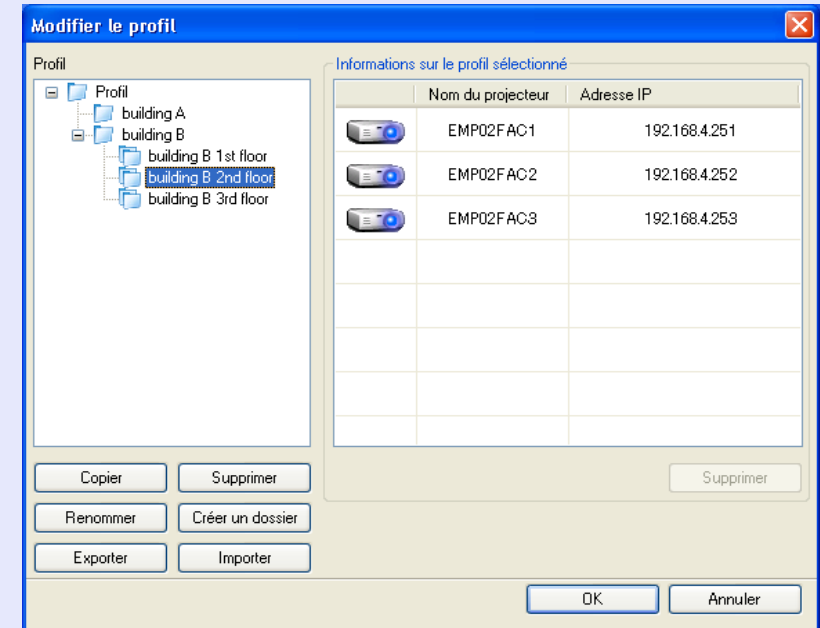 Modifier le profil
Profil
Profil
building A
building B
building B 1st floor
building B 2nd floor
building B 3rd floor
Copier
Supprimer
Renommer
Créer un dossier
Exporter
Importer
Informations sur le profil sélectionné
Nom du projecteur Adresse IP
EMP02FAC1 192.168.4.251
EMP02FAC2 192.168.4.252
EMP02FAC3 192.168.4.253
Supprimer
OK
Annuler